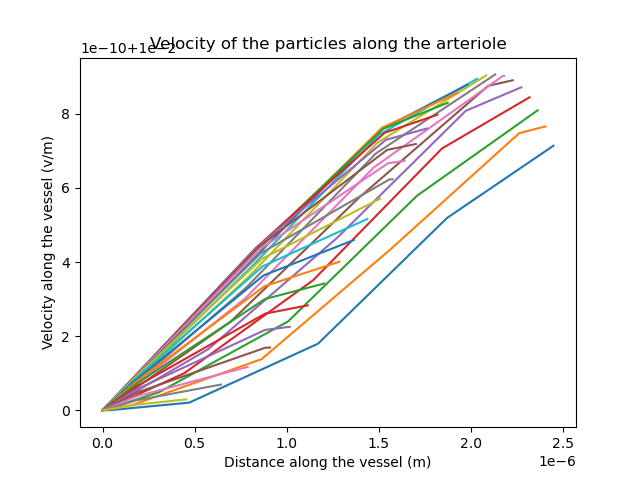 Velocity of the particles along the arteriole
1e−10+1e−2
8
6
4
2
0
Velocity along the vessel (v/m)
0.0 0.5 1.0 1.5 2.0 2.5
1e−6
Distance along the vessel (m)